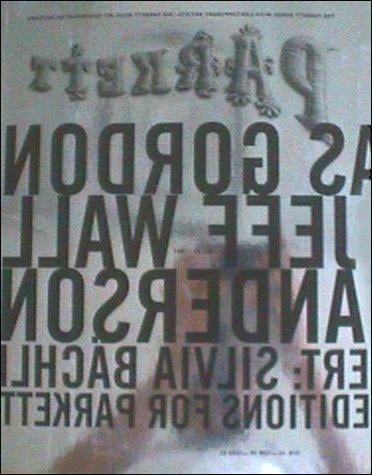 PARKETT
AS GORDON
JEFF WALL
ANDERSON
ERT: SILVIA BÄCHLI
EDITIONS FOR PARKETT